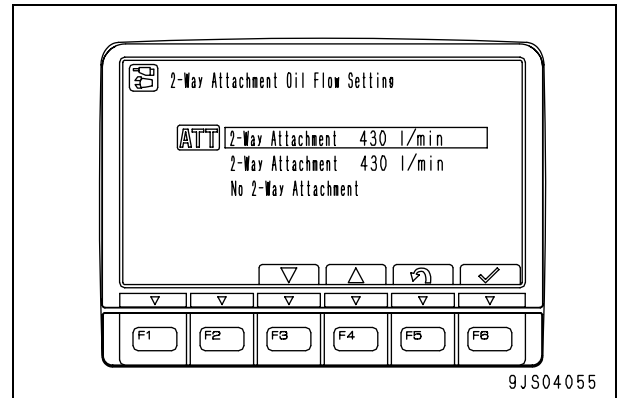 2-Way Attachment Oil Flow Setting
ATT 2-Way Attachment 430 l/min
2-Way Attachment 430 l/min
No 2-Way Attachment
F1 F2 F3 F4 F5 F6
9JS04055